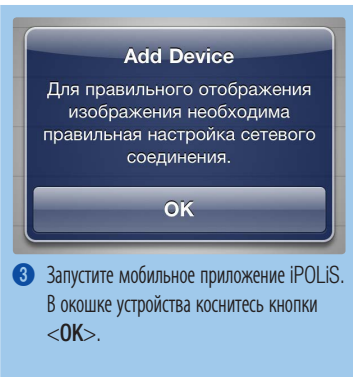 Add Device
Для правильного отображения
изображения необходима
правильная настройка сетевого
соединения.
OK
3 Запустите мобильное приложение iPOLiS.
В окошке устройства коснитесь кнопки
<OK>.